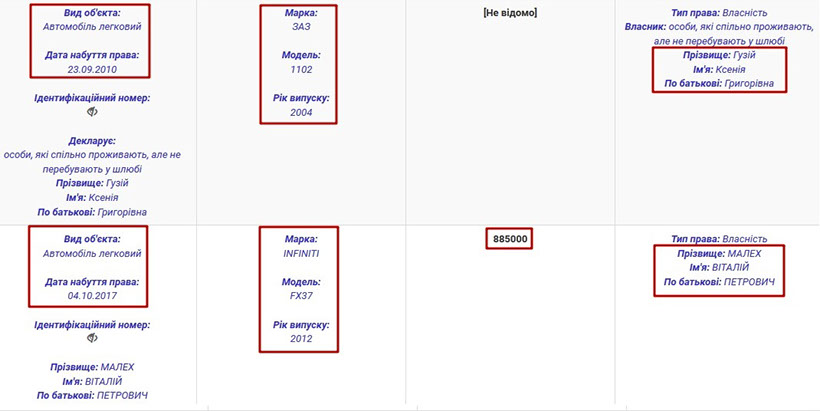 Вид об'єкта:
Автомобіль легковий
Дата набуття права:
23.09.2010
Ідентифікаційний номер:
Декларує:
особи, які спільно проживають, але не
перебувають у шлюбі
Прізвище: Гузій
Ім'я: Ксенія
По батькові: Григорівна
Марка:
ЗАЗ
Модель:
1102
Рік випуску:
2004
[Не відомо]
Тип права: Власність
Власник: особи, які спільно проживають,
але не перебувають у шлюбі
Прізвище: Гузій
Ім'я: Ксенія
По батькові: Григорівна
Вид об'єкта:
Автомобіль легковий
Дата набуття права:
04.10.2017
Ідентифікаційний номер:
Прізвище: МАЛЕХ
Ім'я: ВІТАЛІЙ
По батькові: ПЕТРОВИЧ
Марка:
INFINITI
Модель:
FX37
Рік випуску:
2012
885000
Тип права: Власність
Прізвище: МАЛЕХ
Ім'я: ВІТАЛІЙ
По батькові: ПЕТРОВИЧ